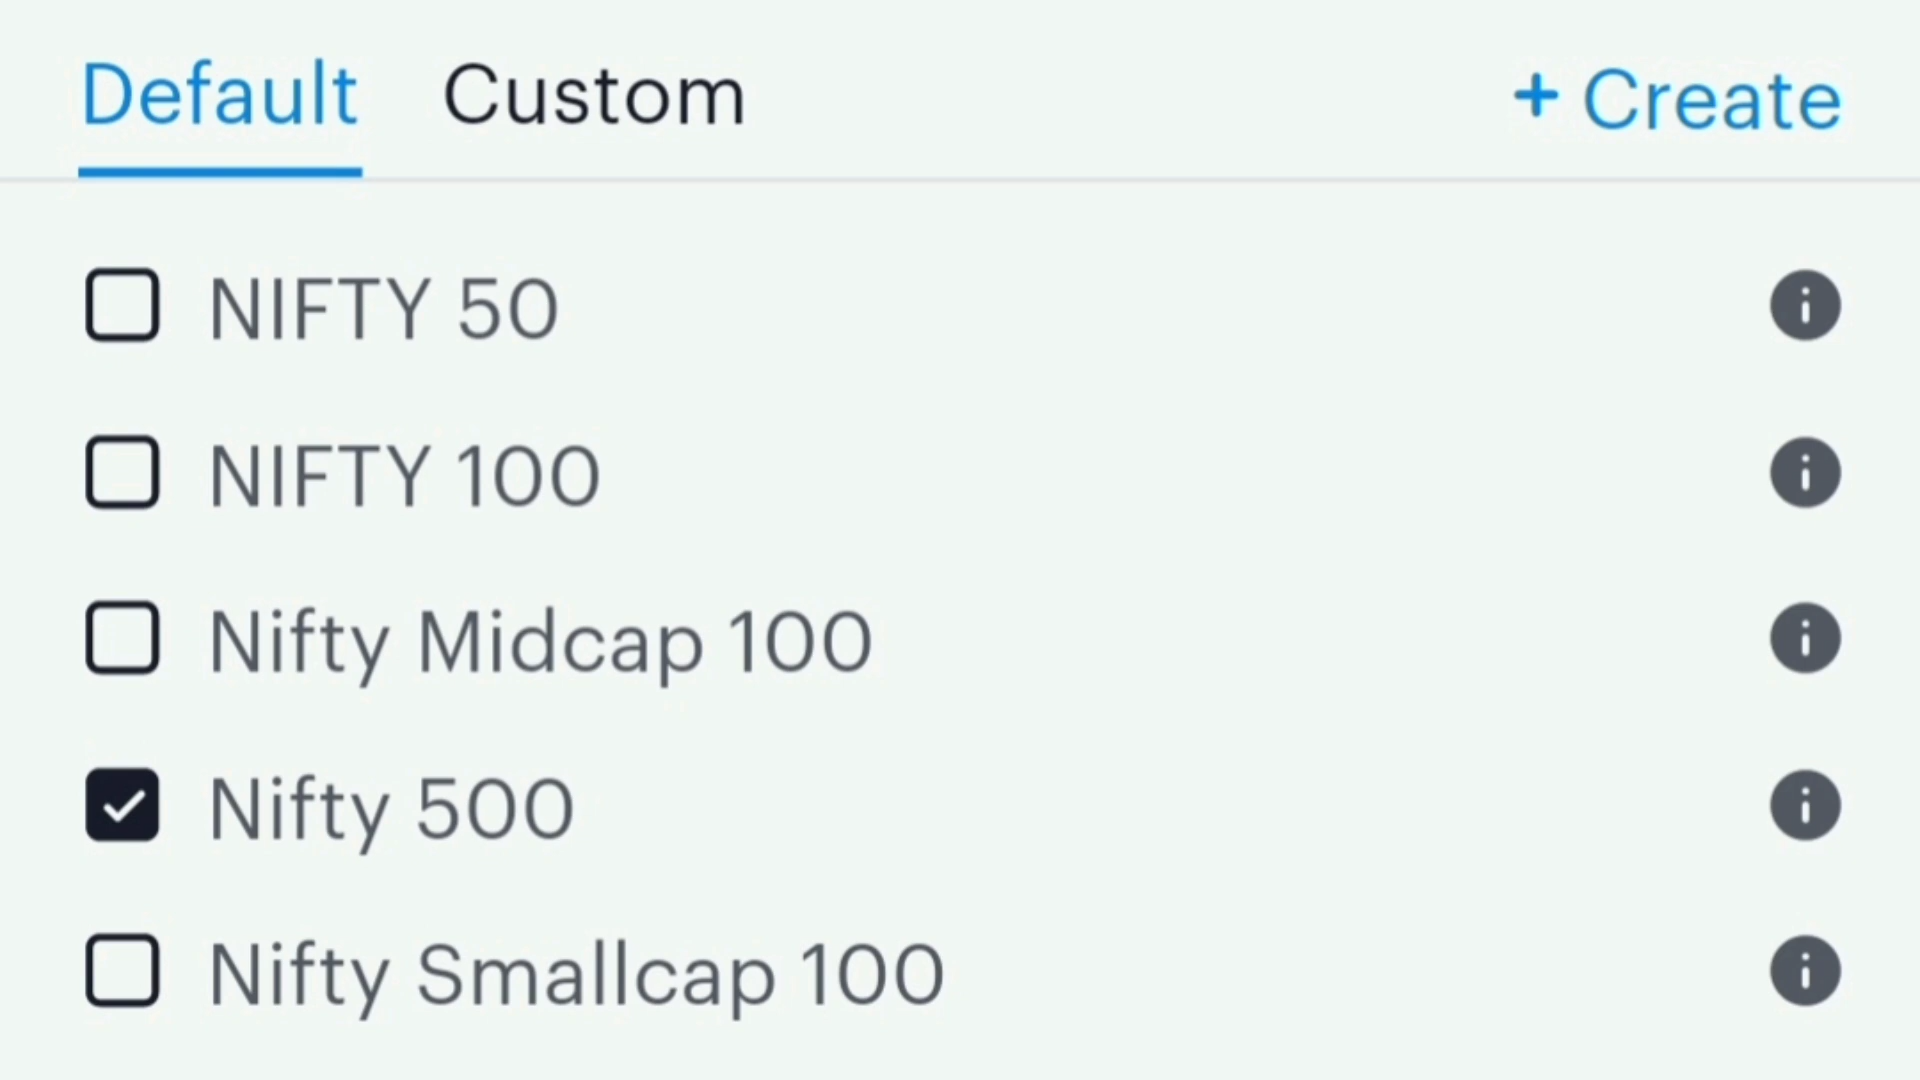 Default Custom + Create
NIFTY 50
NIFTY 100
Nifty Midcap 100
Nifty 500
Nifty Smallcap 100